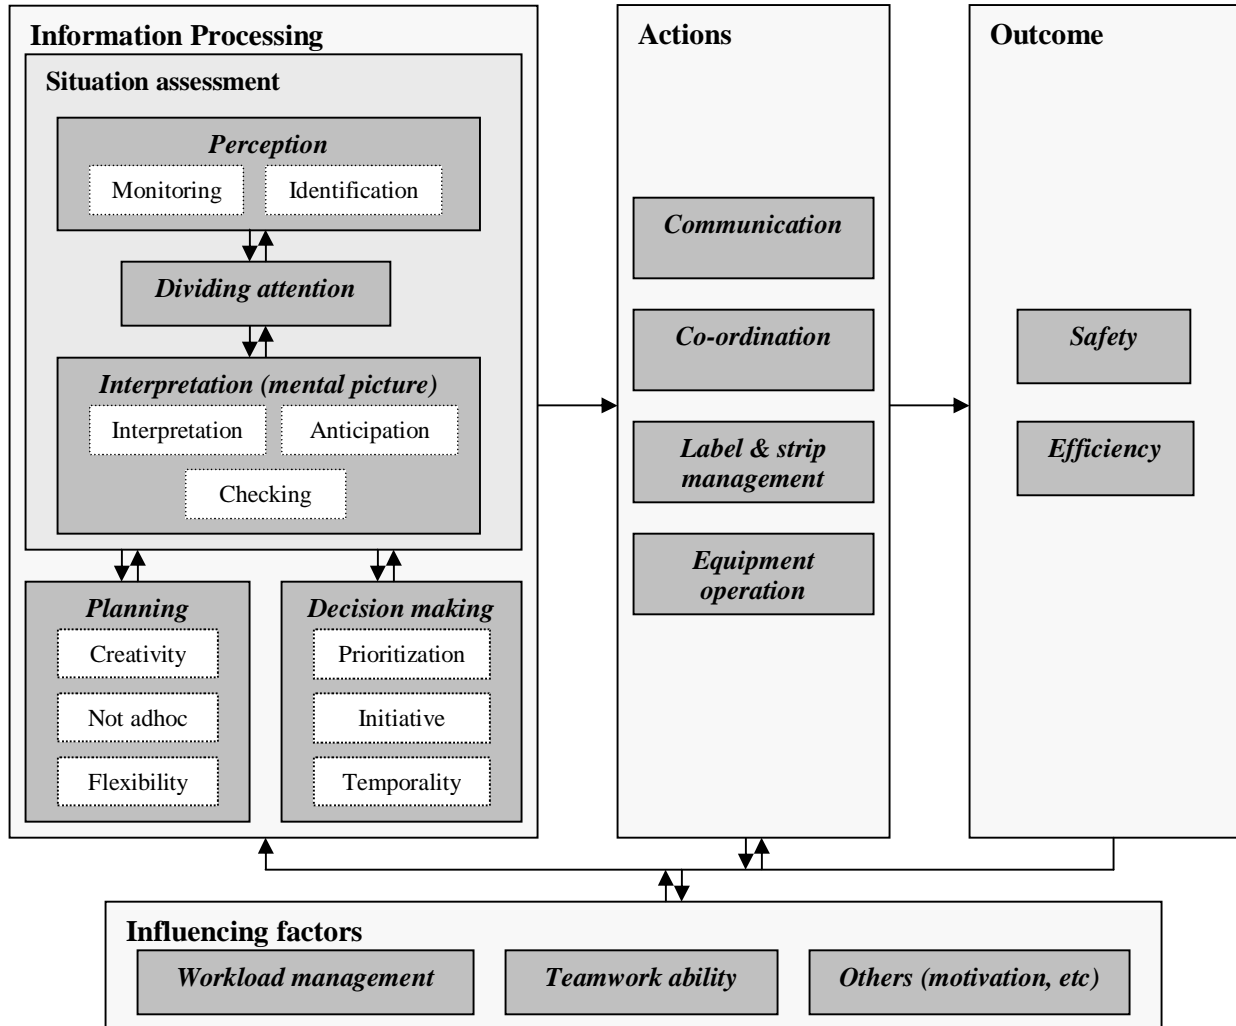 Information Processing
Situation assessment
Perception
Monitoring
Identification
Dividing attention
Interpretation (mental picture)
Interpretation
Anticipation
Checking
Planning
Creativity
Not adhoc
Flexibility
Decision making
Prioritization
Initiative
Temporality
Actions
Communication
Co-ordination
Label & strip
management
Equipment
operation
Outcome
Safety
Efficiency
Influencing factors
Workload management
Teamwork ability
Others (motivation, etc)